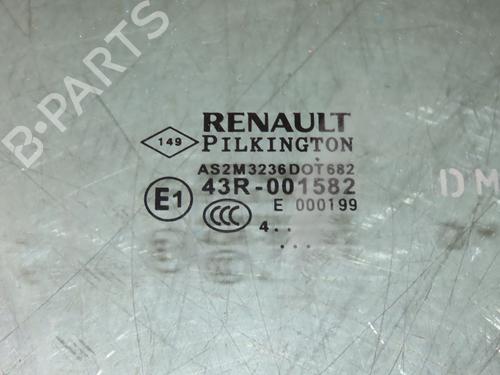 B-PARTS
RENAULT
149 PILKINGTON
AS2M3236DOT682
E1 43R-001582
CCC E 000199
4..
...
DM